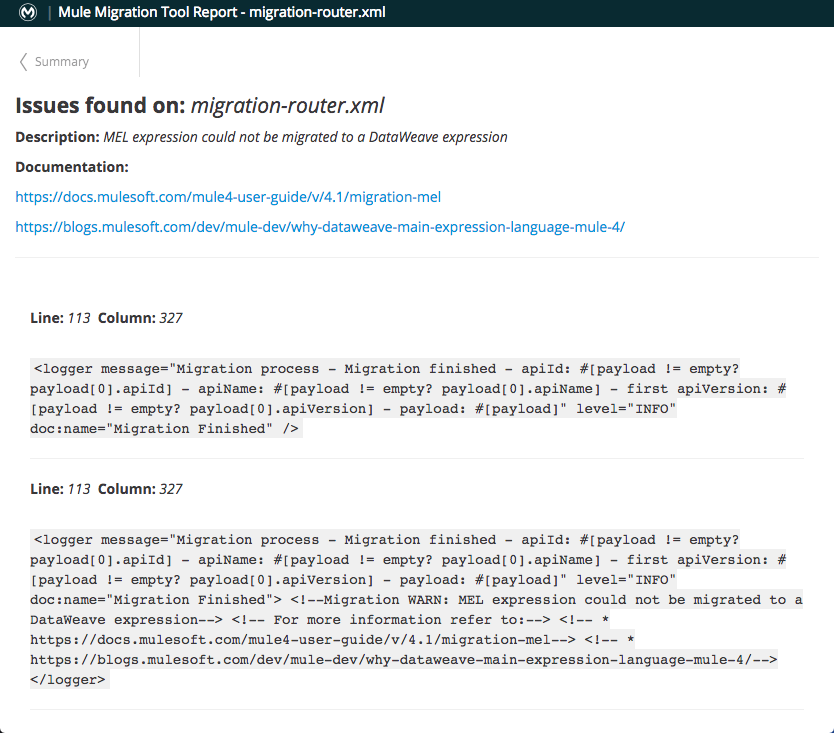 Mule Migration Tool Report - migration-router.xml
Summary
Issues found on: migration-router.xml
Description: MEL expression could not be migrated to a DataWeave expression
Documentation:
https://docs.mulesoft.com/mule4-user-guide/v/4.1/migration-mel
https://blogs.mulesoft.com/dev/mule-dev/why-dataweave-main-expression-language-mule-4/
Line: 113 Column: 327
<logger message="Migration process - Migration finished - apiId: #[payload != empty?
payload[0].apiId] - apiName: #[payload != empty? payload[0].apiName] - first apiVersion: #
[payload != empty? payload[0].apiVersion] - payload: #[payload]" level="INFO"
doc:name="Migration Finished" />
Line: 113 Column: 327
<logger message="Migration process - Migration finished - apiId: #[payload != empty?
payload[0].apiId] - apiName: #[payload != empty? payload[0].apiName] - first apiVersion: #
[payload != empty? payload[0].apiVersion] - payload: #[payload]" level="INFO"
doc:name="Migration Finished"> <!--Migration WARN: MEL expression could not be migrated to a
DataWeave expression--> <!-- For more information refer to:--> <!-- *
https://docs.mulesoft.com/mule4-user-guide/v/4.1/migration-mel--> <!-- *
https://blogs.mulesoft.com/dev/mule-dev/why-dataweave-main-expression-language-mule-4/-->
</logger>